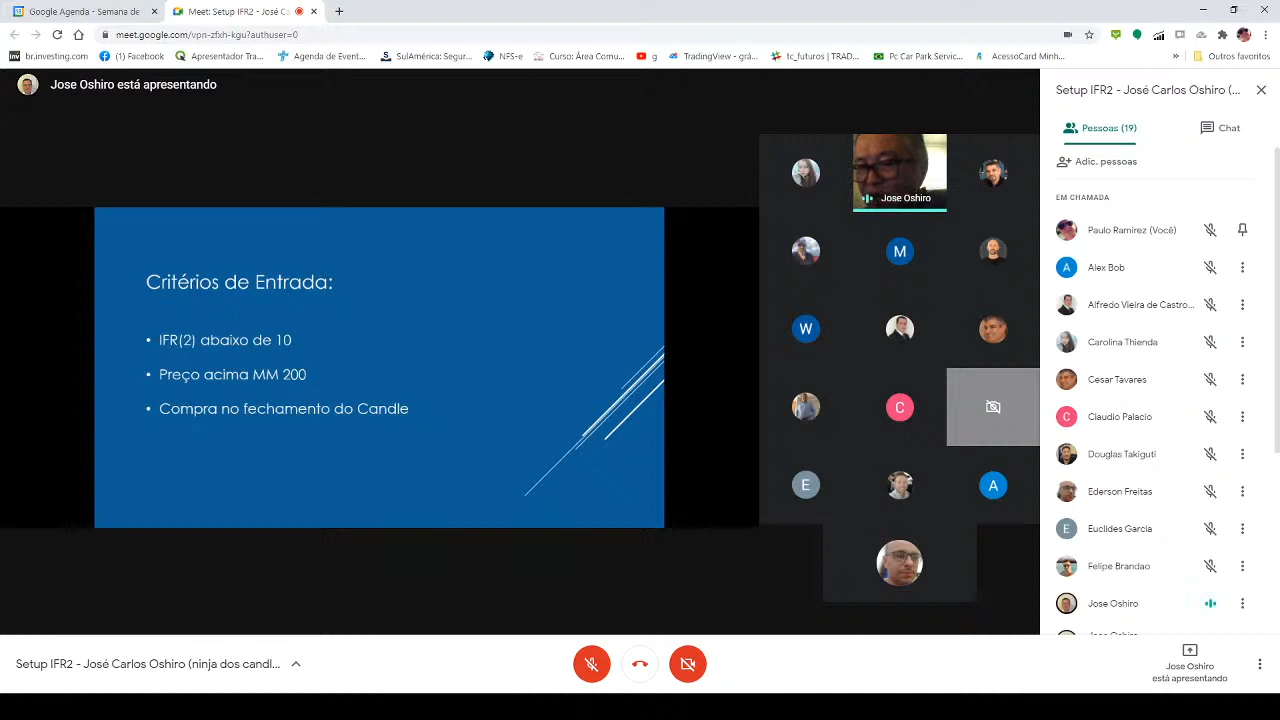 Google Agenda - Semana de
Meet: Setup IFR2 - José Ca
meet.google.com/vpn-zfxh-kgu?authuser=0
br.investing.com
(1) Facebook
Apresentador Tra...
Agenda de Event...
SulAmérica: Segur...
NFS-e
Curso: Área Comu...
g
TradingView - grá...
tc_futuros | TRAD...
Pc Car Park Servic...
AcessoCard Minh...
»
Outros favoritos
Jose Oshiro está apresentando
Critérios de Entrada:
• IFR(2) abaixo de 10
• Preço acima MM 200
• Compra no fechamento do Candle
Jose Oshiro
M
W
C
E
A
Setup IFR2 - José Carlos Oshiro (...
Pessoas (19)
Chat
Adic. pessoas
EM CHAMADA
Paulo Ramirez (Você)
A Alex Bob
Alfredo Vieira de Castro...
Carolina Thienda
Cesar Tavares
C Claudio Palacio
Douglas Takiguti
Ederson Freitas
E Euclides Garcia
Felipe Brandao
Jose Oshiro
Setup IFR2 - José Carlos Oshiro (ninja dos candl...
Jose Oshiro
está apresentando